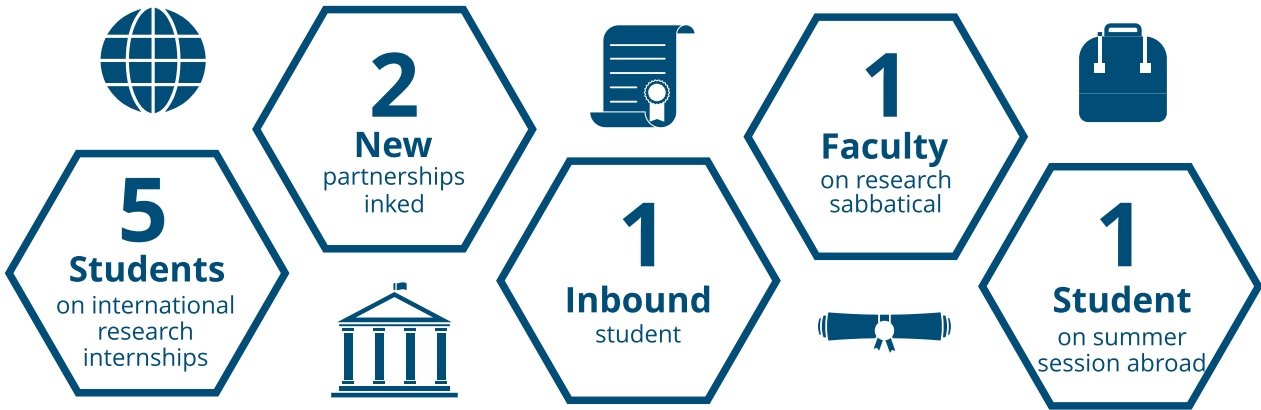 5
Students
on international
research
internships
2
New
partnerships
inked
1
Inbound
student
1
Faculty
on research
sabbatical
1
Student
on summer
session abroad